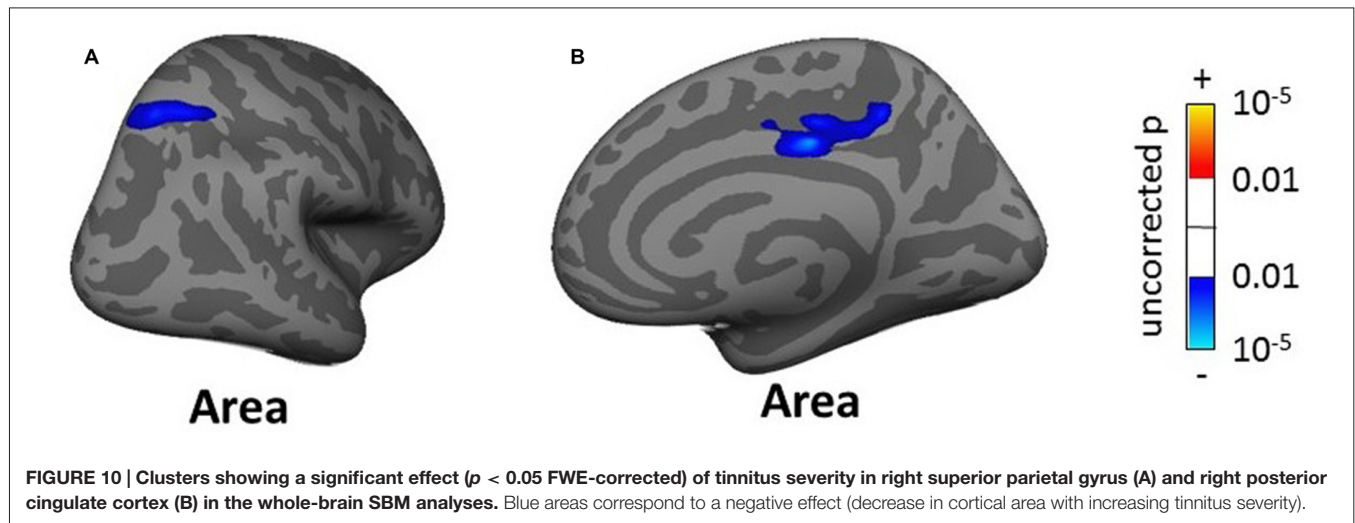 A
B
Area
Area
uncorrected p
+
10-5
0.01
0.01
10-5
-
FIGURE 10 | Clusters showing a significant effect (p < 0.05 FWE-corrected) of tinnitus severity in right superior parietal gyrus (A) and right posterior
cingulate cortex (B) in the whole-brain SBM analyses. Blue areas correspond to a negative effect (decrease in cortical area with increasing tinnitus severity).